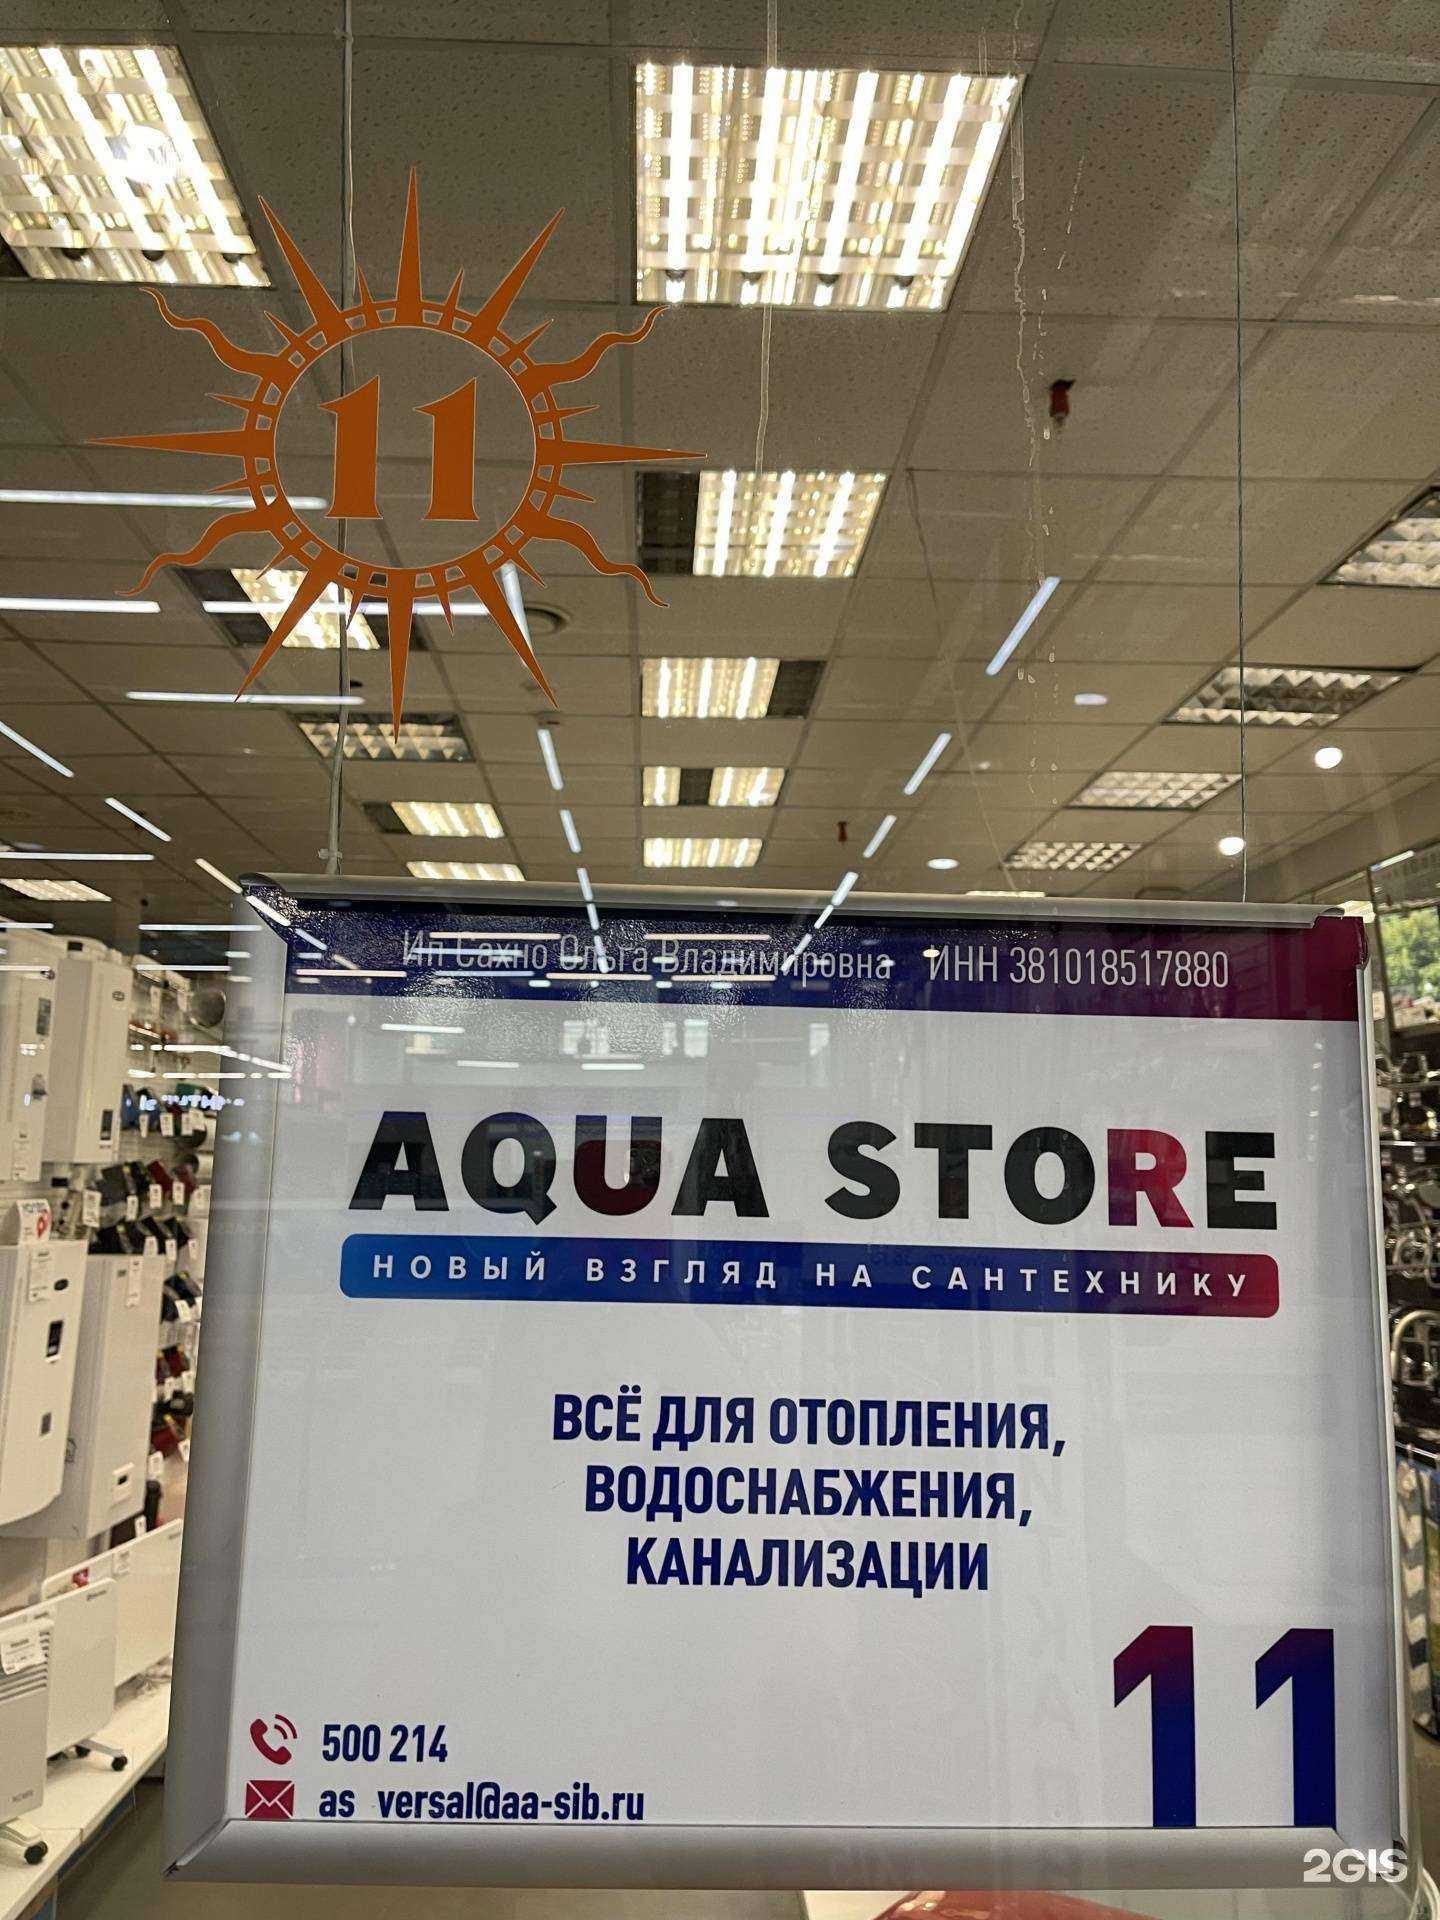 11
Ип Сахно Ольга Владимировна ИНН 381018517880
AQUA STORE
НОВЫЙ ВЗГЛЯД НА САНТЕХНИКУ
ВСЁ ДЛЯ ОТОПЛЕНИЯ,
ВОДОСНАБЖЕНИЯ,
КАНАЛИЗАЦИИ
11
500 214
as versal@aa-sib.ru
2GIS